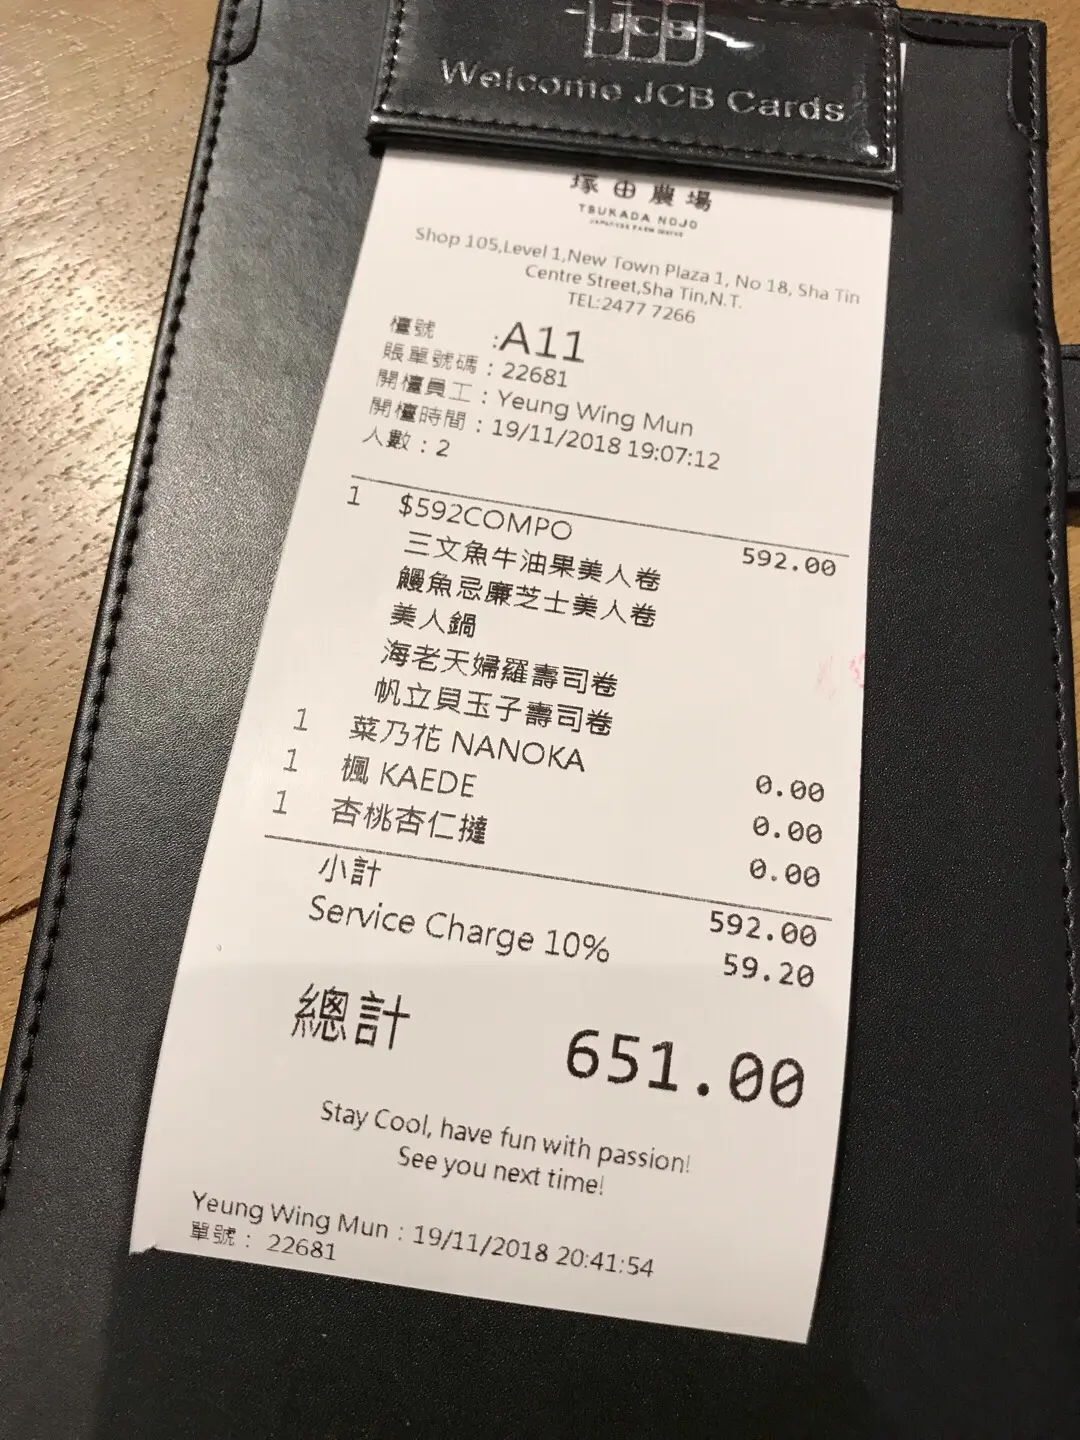 JCB
Welcome JCB Cards
塚田農場
TSUKADA NOJO
Shop 105,Level 1,New Town Plaza 1, No 18, Sha Tin
Centre Street,Sha Tin,N.T.
TEL:2477 7266
檯號 :A11
賬單號碼 : 22681
開檯員工 : Yeung Wing Mun
開檯時間 : 19/11/2018 19:07:12
人數 : 2
1 $592COMPO 592.00
三文魚牛油果美人卷
鰻魚忌廉芝士美人卷
美人鍋
海老天婦羅壽司卷
帆立貝玉子壽司卷
1 菜乃花 NANOKA 0.00
1 楓 KAEDE 0.00
1 杏桃杏仁撻 0.00
小計 592.00
Service Charge 10% 59.20
總計 651.00
Stay Cool, have fun with passion!
See you next time!
Yeung Wing Mun : 19/11/2018 20:41:54
單號 : 22681